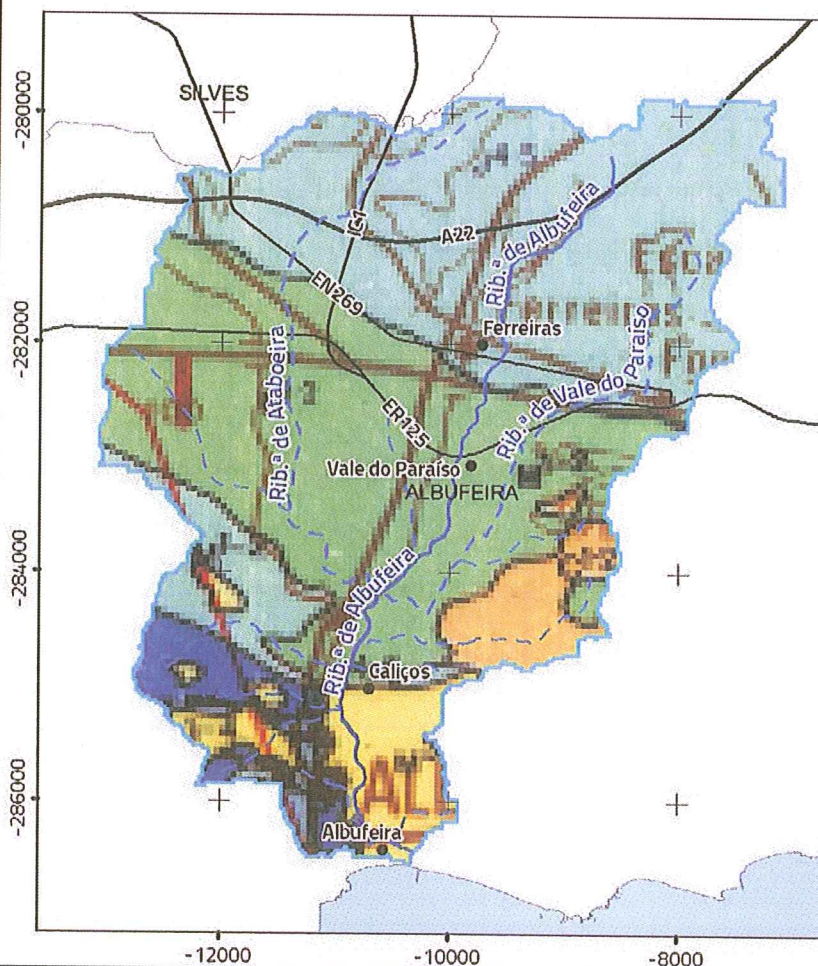 -280000
-282000
-284000
-286000
-12000
-10000
-8000
SILVES
IC1
A22
EN269
Rib.ª de Albufeira
Ferreiras
Rib.ª de Vale do Paraíso
Rib.ª de Ataboeira
ER125
Vale do Paraíso
ALBUFEIRA
Rib.ª de Albufeira
Caliços
Albufeira